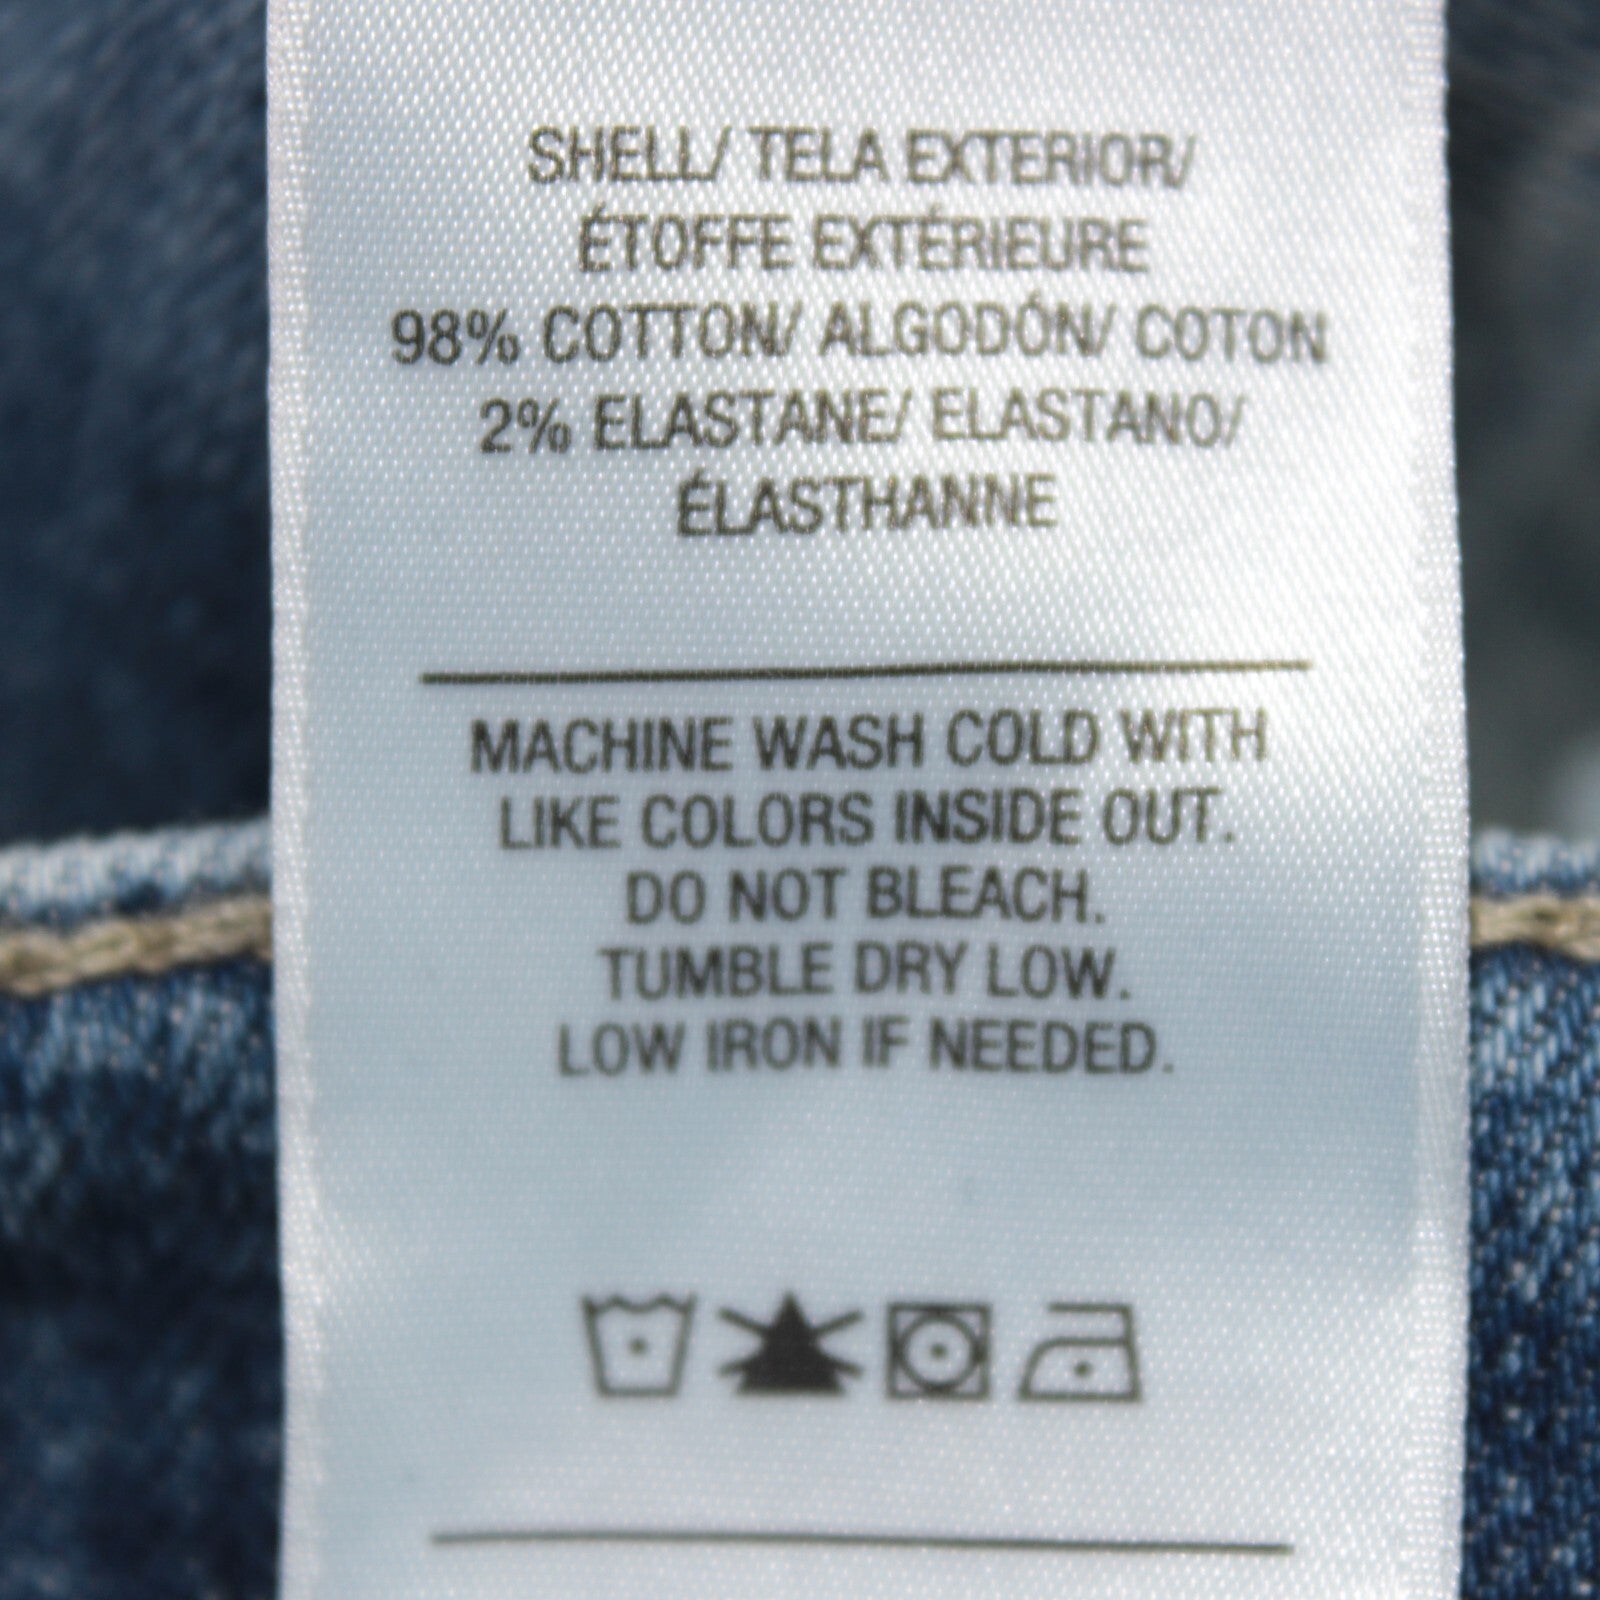 SHELL/ TELA EXTERIOR/
ÉTOFFE EXTÉRIEURE
98% COTTON/ ALGODÓN/ COTON
2% ELASTANE/ ELASTANO/
ÉLASTHANNE
MACHINE WASH COLD WITH
LIKE COLORS INSIDE OUT.
DO NOT BLEACH.
TUMBLE DRY LOW.
LOW IRON IF NEEDED.